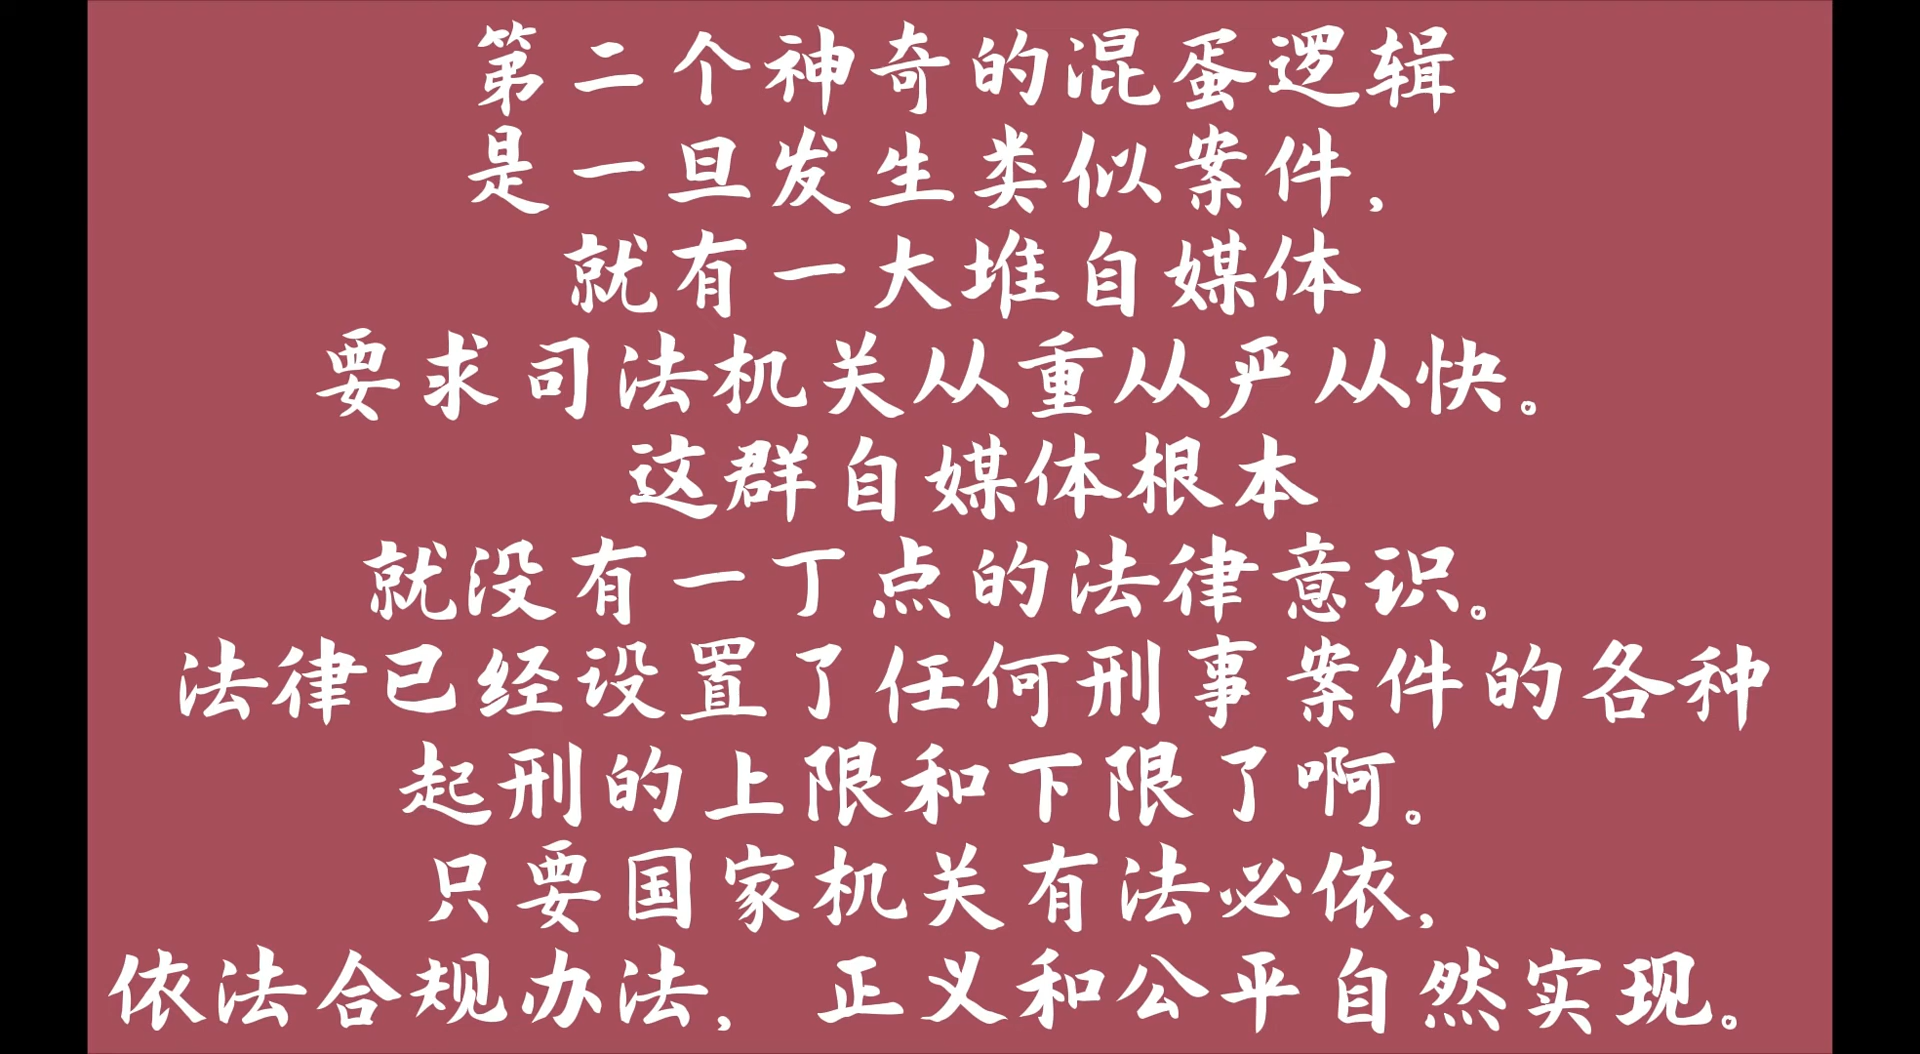 第二个神奇的混蛋逻辑
是一旦发生类似案件,
就有一大堆自媒体
要求司法机关从重从严从快。
这群自媒体根本
就没有一丁点的法律意识。
法律已经设置了任何刑事案件的各种
起刑的上限和下限了啊。
只要国家机关有法必依,
依法合规办法,正义和公平自然实现。